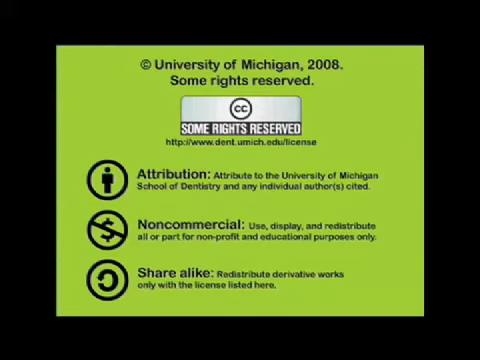 © University of Michigan, 2008.
Some rights reserved.
cc
SOME RIGHTS RESERVED
http://www.dent.umich.edu/license
Attribution: Attribute to the University of Michigan
School of Dentistry and any individual author(s) cited.
Noncommercial: Use, display, and redistribute
all or part for non-profit and educational purposes only.
Share alike: Redistribute derivative works
only with the license listed here.